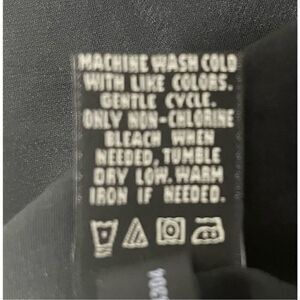 MACHINE WASH COLD
WITH LIKE COLORS.
GENTLE CYCLE.
ONLY NON-CHLORINE
BLEACH WHEN
NEEDED, TUMBLE
DRY LOW. WARM
IRON IF NEEDED.